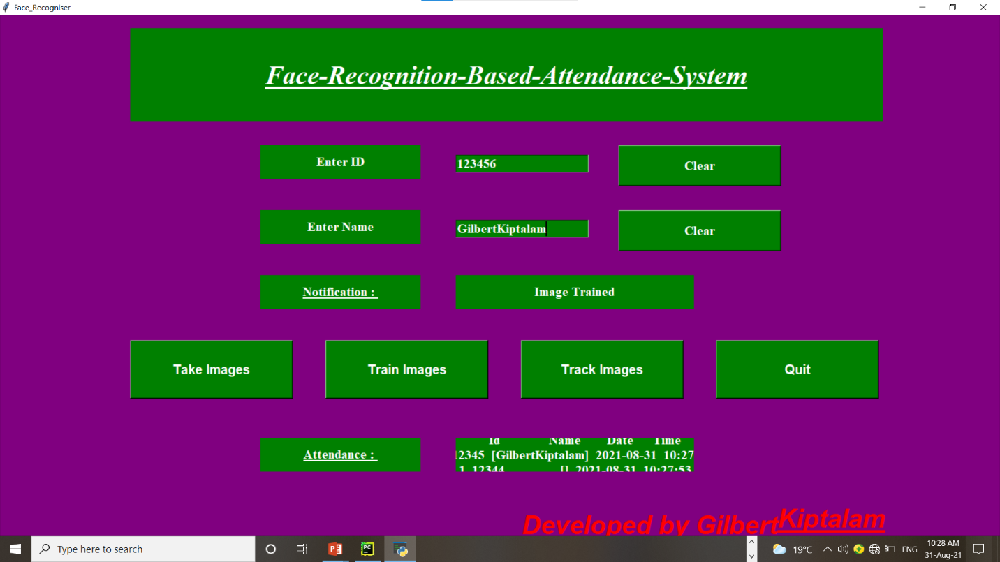 Face_Recogniser
Face-Recognition-Based-Attendance-System
Enter ID
123456
Clear
Enter Name
GilbertKiptalam
Clear
Notification :
Image Trained
Take Images
Train Images
Track Images
Quit
Attendance :
Id Name Date Time
12345 [GilbertKiptalam] 2021-08-31 10:27
1 12344 [] 2021-08-31 10:27:53
Developed by Gilbert Kiptalam
Type here to search
19°C
ENG
10:28 AM
31-Aug-21